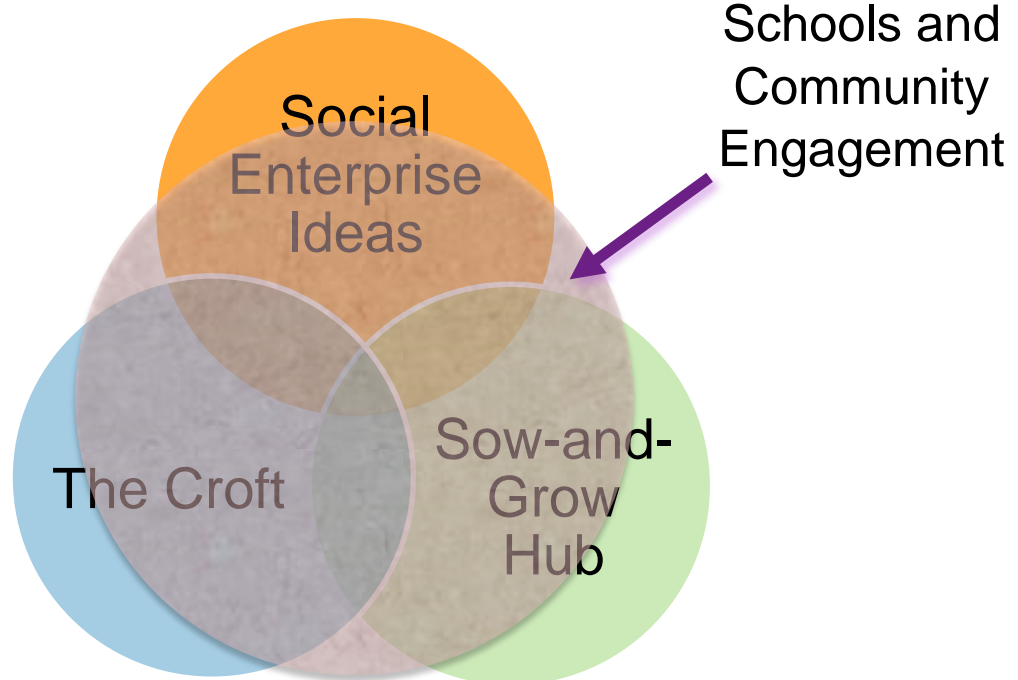 Schools and
Community
Engagement
Social
Enterprise
Ideas
The Croft
Sow-and-
Grow
Hub